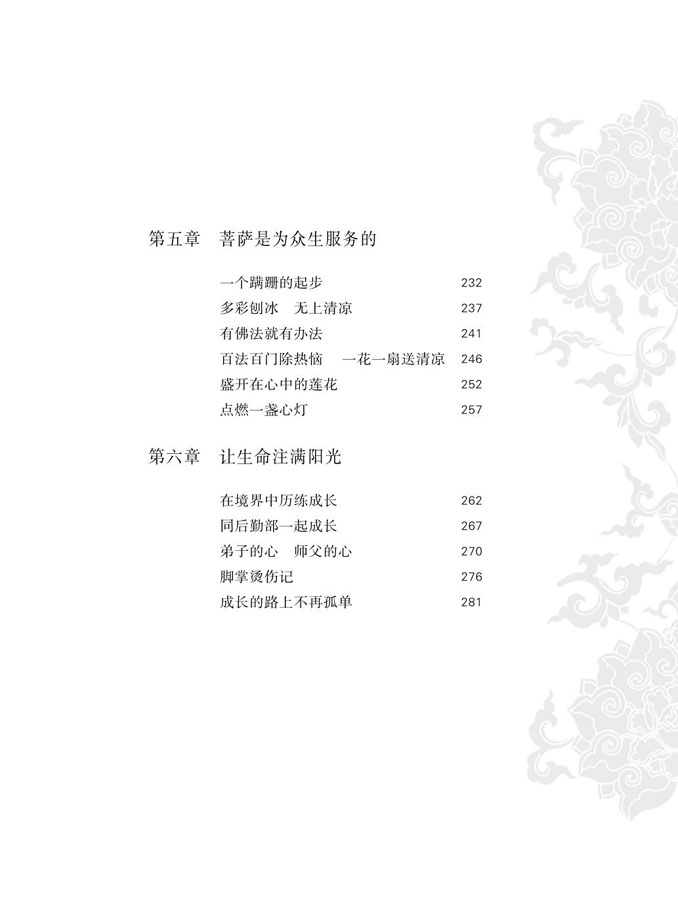 第五章 菩萨是为众生服务的
一个蹒跚的起步 232
多彩刨冰 无上清凉 237
有佛法就有办法 241
百法百门除热恼 一花一扇送清凉 246
盛开在心中的莲花 252
点燃一盏心灯 257
第六章 让生命注满阳光
在境界中历练成长 262
同后勤部一起成长 267
弟子的心 师父的心 270
脚掌烫伤记 276
成长的路上不再孤单 281